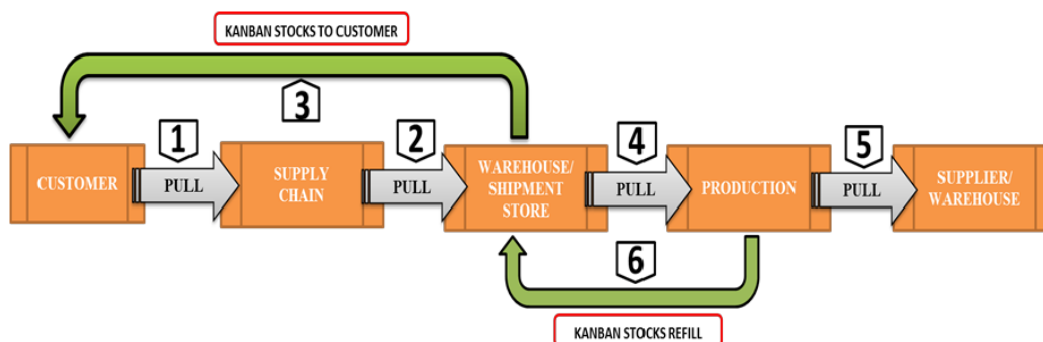 KANBAN STOCKS TO CUSTOMER
3
1
2
4
5
CUSTOMER
PULL
SUPPLY
CHAIN
PULL
WAREHOUSE/
SHIPMENT
STORE
PULL
PRODUCTION
PULL
SUPPLIER/
WAREHOUSE
6
KANBAN STOCKS REFILL